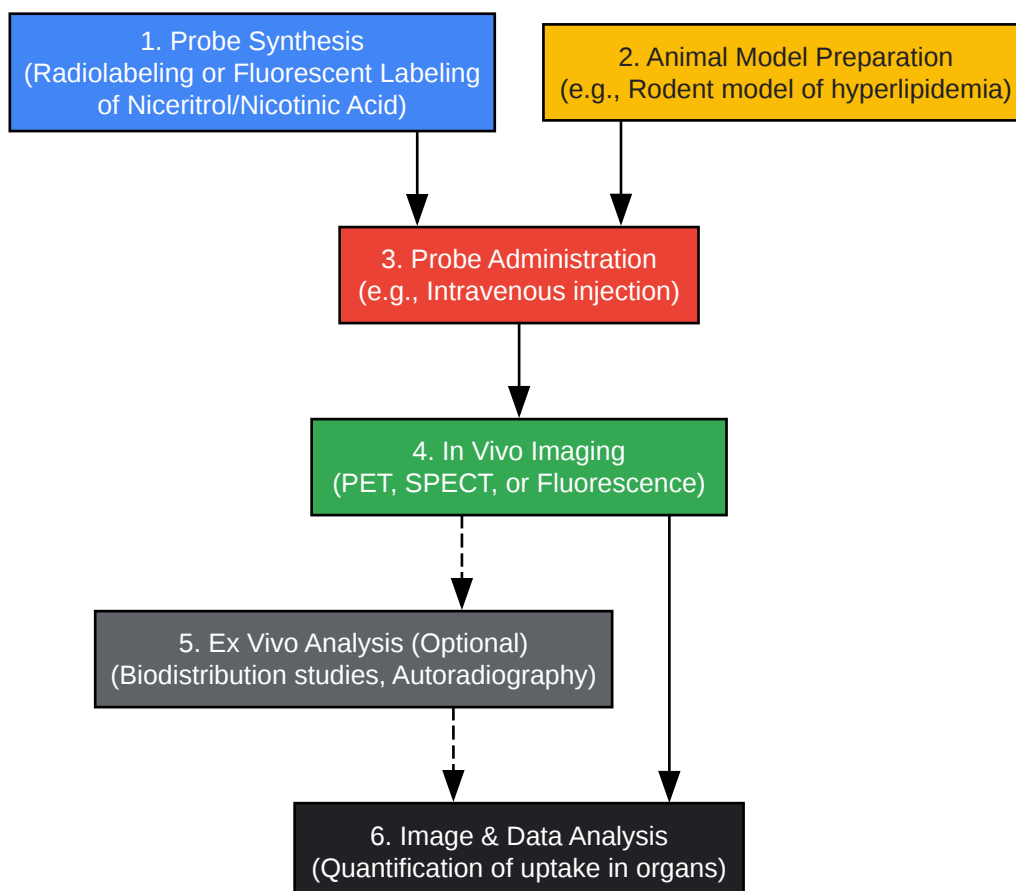 1. Probe Synthesis
(Radiolabeling or Fluorescent Labeling
of Niceritrol/Nicotinic Acid)
2. Animal Model Preparation
(e.g., Rodent model of hyperlipidemia)
3. Probe Administration
(e.g., Intravenous injection)
4. In Vivo Imaging
(PET, SPECT, or Fluorescence)
5. Ex Vivo Analysis (Optional)
(Biodistribution studies, Autoradiography)
6. Image & Data Analysis
(Quantification of uptake in organs)